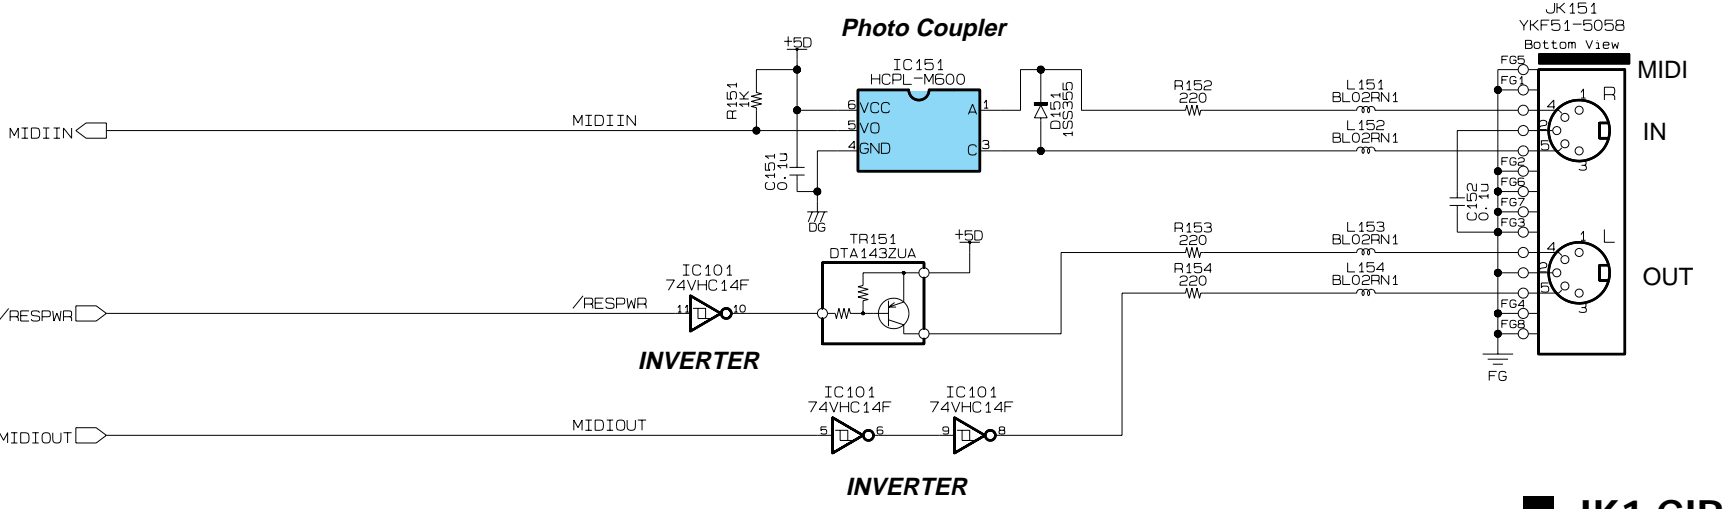 JK151
YKF51-5058
Bottom View
Photo Coupler
+5D
IC151
HCPL-M600
R151
1K
6 VCC
5 VO
4 GND
A 1
C 3
D151
1SS355
R152
220
L151
BL02RN1
L152
BL02RN1
FG5
FG1
FG2
FG6
FG7
FG3
FG4
FG8
MIDI
IN
OUT
R
1
4
2
5
3
L
1
4
2
5
3
MIDIIN
MIDIIN
C151
0.1u
DG
C152
0.1u
TR151
DTA143ZUA
+5D
R153
220
L153
BL02RN1
R154
220
L154
BL02RN1
IC101
74VHC14F
/RESPWR
/RESPWR
11
10
INVERTER
FG
IC101
74VHC14F
IC101
74VHC14F
MIDIOUT
MIDIOUT
5
6
9
8
INVERTER